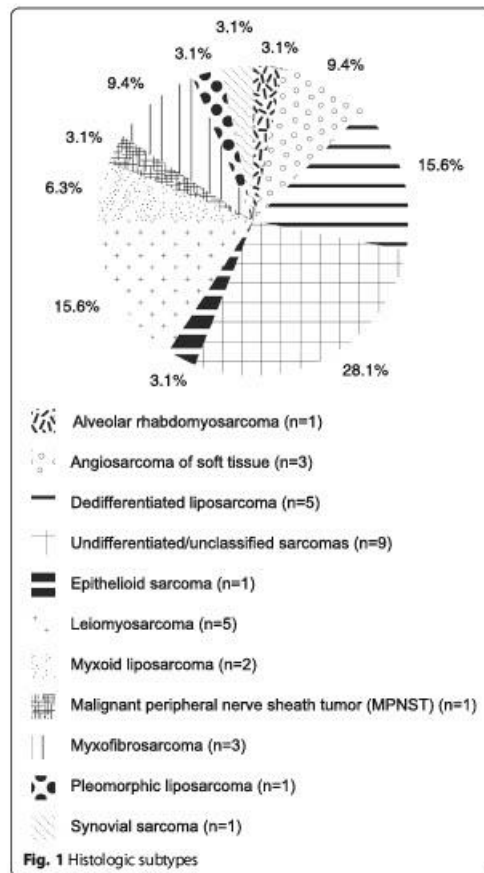 3.1%
3.1%
3.1%
9.4%
9.4%
3.1%
15.6%
6.3%
15.6%
28.1%
3.1%
Alveolar rhabdomyosarcoma (n=1)
Angiosarcoma of soft tissue (n=3)
Dedifferentiated liposarcoma (n=5)
Undifferentiated/unclassified sarcomas (n=9)
Epithelioid sarcoma (n=1)
Leiomyosarcoma (n=5)
Myxoid liposarcoma (n=2)
Malignant peripheral nerve sheath tumor (MPNST) (n=1)
Myxofibrosarcoma (n=3)
Pleomorphic liposarcoma (n=1)
Synovial sarcoma (n=1)
Fig. 1 Histologic subtypes